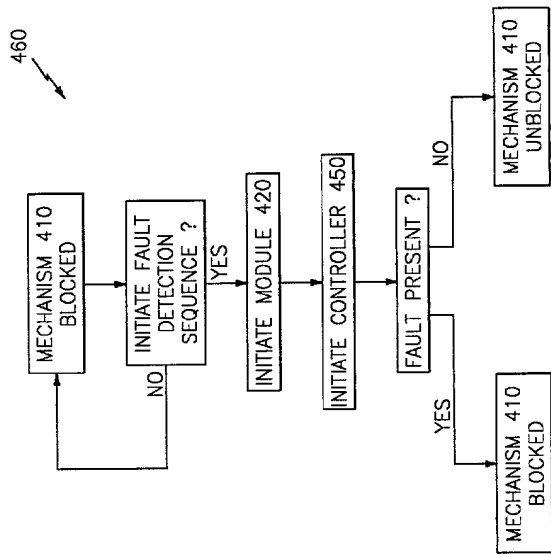 460
MECHANISM 410
BLOCKED
INITIATE FAULT
DETECTION
SEQUENCE ?
NO
YES
INITIATE MODULE 420
INITIATE CONTROLLER 450
FAULT PRESENT ?
YES
NO
MECHANISM 410
BLOCKED
MECHANISM 410
UNBLOCKED